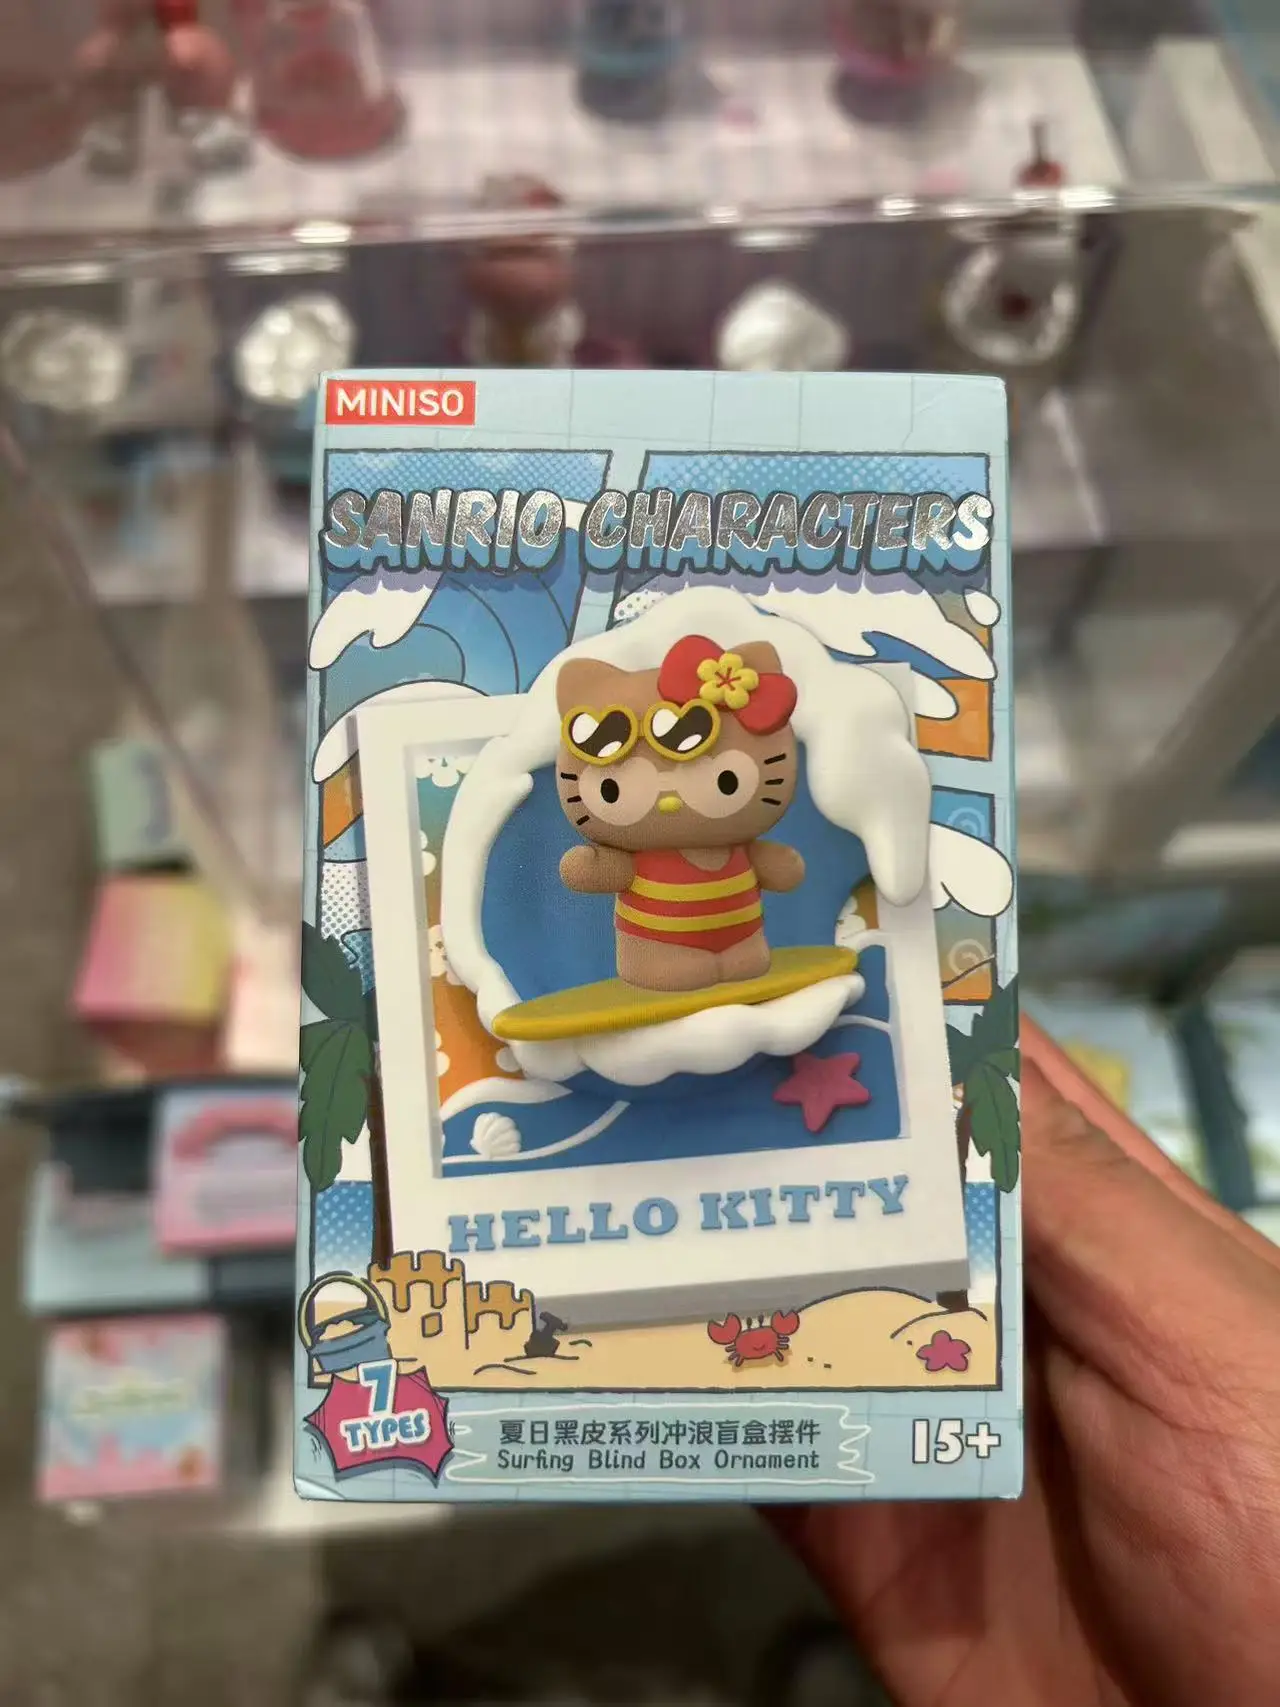 MINISO
SANRIO CHARACTERS
HELLO KITTY
7
TYPES
夏日黑皮系列冲浪盲盒摆件
Surfing Blind Box Ornament
15+